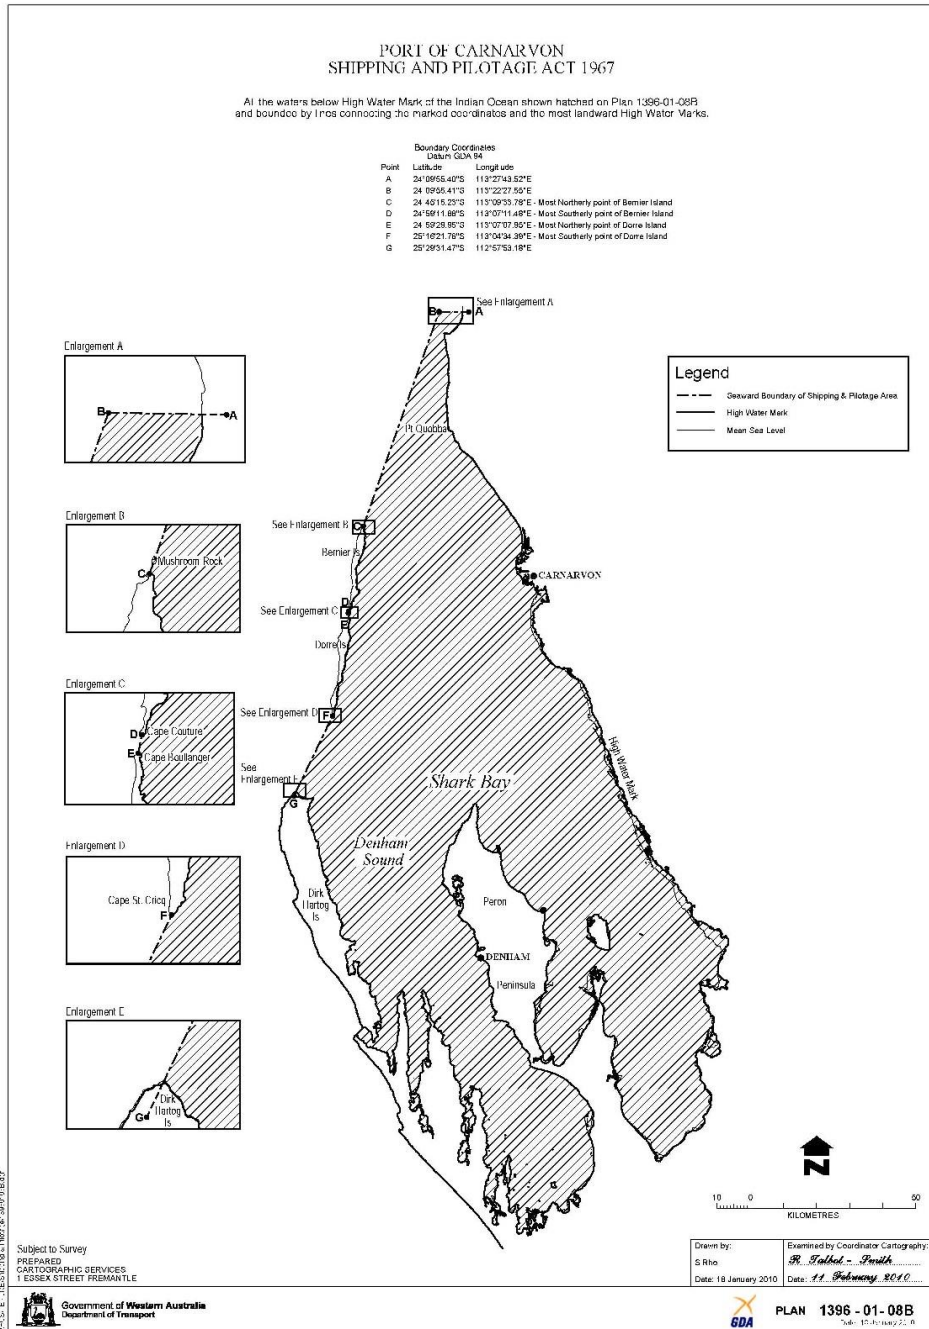 PORT OF CARNARVON
SHIPPING AND PILOTAGE ACT 1967
All the waters below High Water Mark of the Indian Ocean shown hatched on Plan 1396-01-08B
and bounded by lines connecting the marked coordinates and the most landward High Water Marks.
Boundary Coordinates
Datum GDA 94
Point Latitude Longitude
A 24°09'55.40"S 113°27'43.52"E
B 24°09'55.41"S 113°22'27.55"E
C 24°46'15.23"S 113°09'33.78"E - Most Northerly point of Bernier Island
D 24°59'11.88"S 113°07'11.48"E - Most Southerly point of Bernier Island
E 24°59'28.95"S 113°07'07.95"E - Most Northerly point of Dorre Island
F 25°16'21.76"S 113°04'34.39"E - Most Southerly point of Dorre Island
G 25°28'31.47"S 112°57'53.18"E
B A See Enlargement A
Enlargement A
B A
Legend
Seaward Boundary of Shipping & Pilotage Area
High Water Mark
Mean Sea Level
Pt Quobba
Enlargement B
C Mushroom Rock
See Enlargement B C
Bernier Is
CARNARVON
See Enlargement C
D
E
Dorre Is
Enlargement C
D Cape Couture
E Cape Boullanger
See Enlargement D F
High Water Mark
See
Enlargement E
G
Shark Bay
Denham
Sound
Enlargement D
Cape St. Cricq
F
Dirk
Hartog
Is
Peron
DENHAM
Peninsula
Enlargement E
Dirk
Hartog
Is
G
N
10 0 50
KILOMETRES
Subject to Survey
PREPARED
CARTOGRAPHIC SERVICES
1 ESSEX STREET FREMANTLE
Drawn by:
S Rho
Date: 18 January 2010
Examined by Coordinator Cartography:
R Talbot - Smith
Date: 11 February 2010
Government of Western Australia
Department of Transport
GDA
PLAN 1396 - 01 - 08B